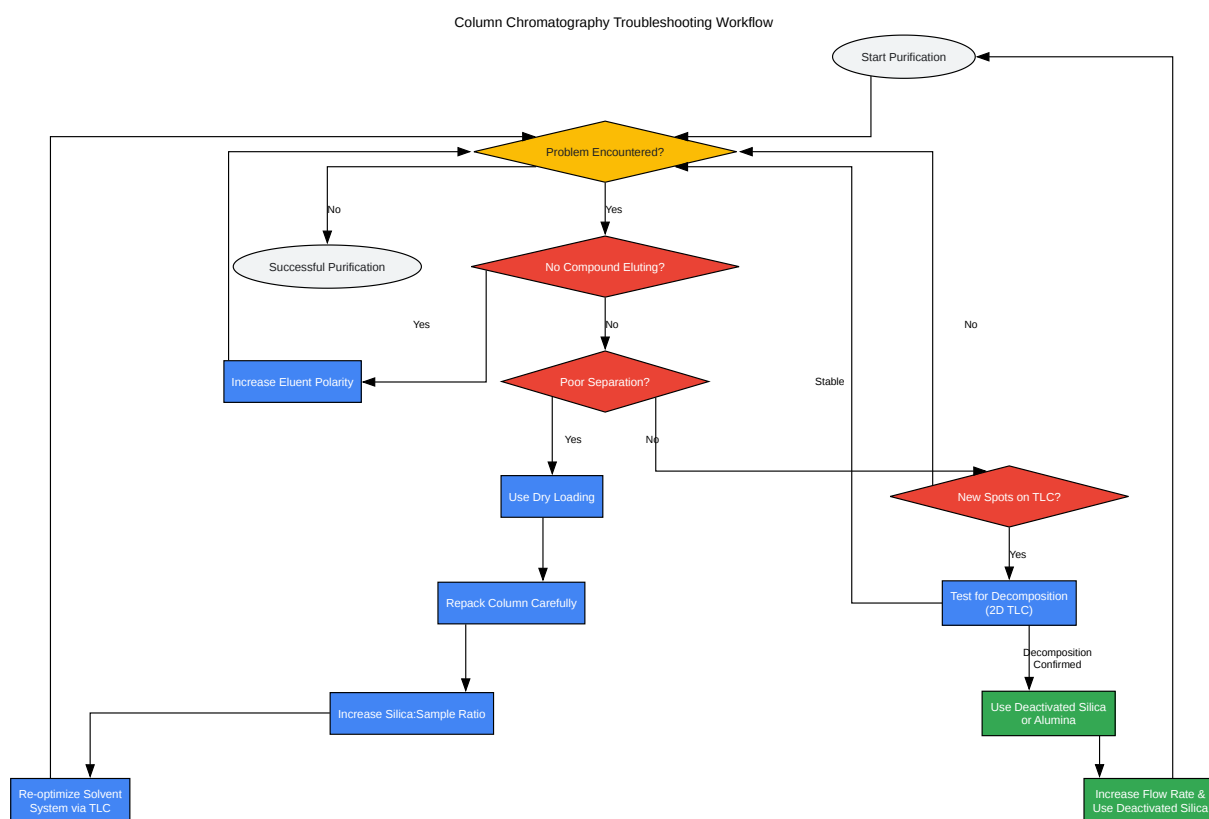 Column Chromatography Troubleshooting Workflow
Start Purification
Problem Encountered?
No
Yes
Successful Purification
No Compound Eluting?
Yes
No
No
Increase Eluent Polarity
Poor Separation?
Stable
Yes
No
Use Dry Loading
New Spots on TLC?
Yes
Repack Column Carefully
Test for Decomposition
(2D TLC)
Decomposition
Confirmed
Increase Silica:Sample Ratio
Use Deactivated Silica
or Alumina
Re-optimize Solvent
System via TLC
Increase Flow Rate &
Use Deactivated Silica